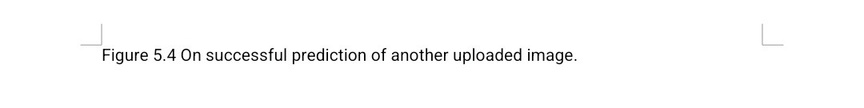 Figure 5.4 On successful prediction of another uploaded image.